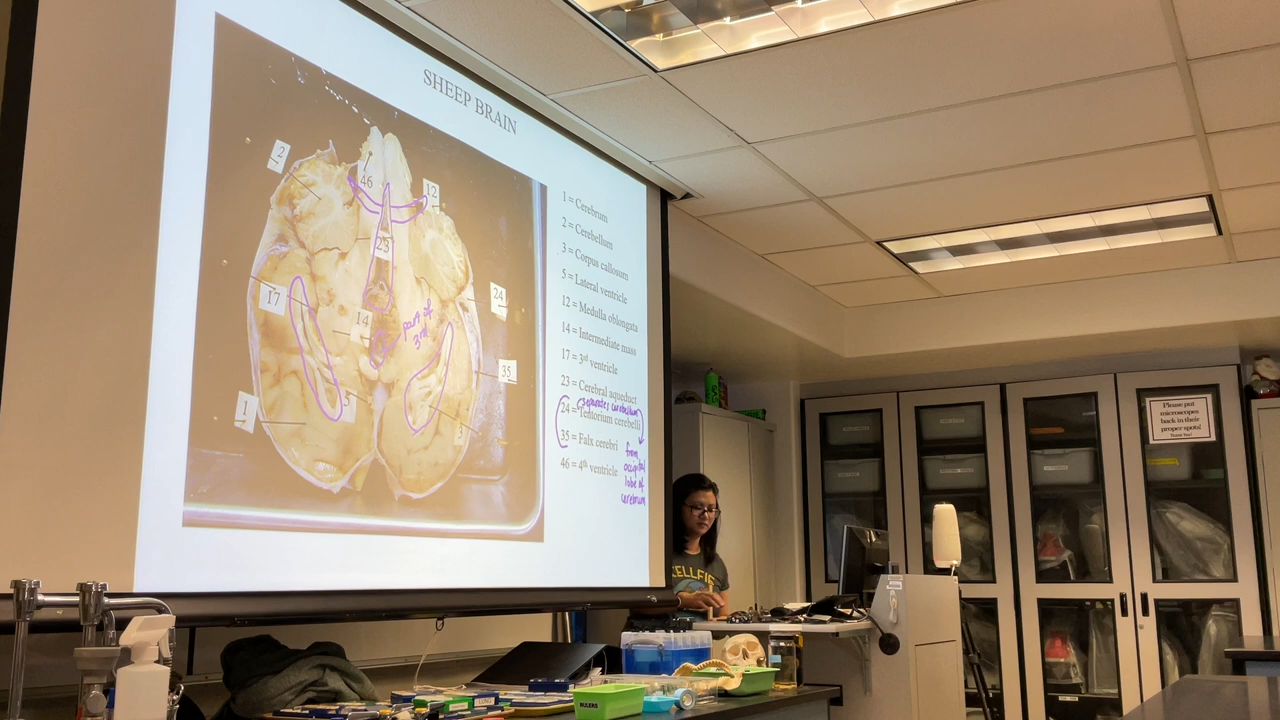 SHEEP BRAIN
2
46
12
23
17
14
part of
3rd
24
35
1
5
3
1 = Cerebrum
2 = Cerebellum
3 = Corpus callosum
5 = Lateral ventricle
12 = Medulla oblongata
14 = Intermediate mass
17 = 3rd ventricle
23 = Cerebral aqueduct
separates cerebellum
24 = Tentorium cerebelli
35 = Falx cerebri
46 = 4th ventricle
from
occipital
lobe of
cerebrum
Please put
microscopes
back in their
proper spots!
Thank You!
RULERS